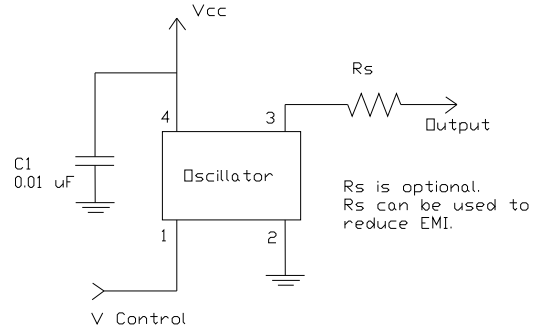 Vcc
Rs
4
3
Output
C1
0.01 uF
Oscillator
Rs is optional.
Rs can be used to
reduce EMI.
1
2
V Control